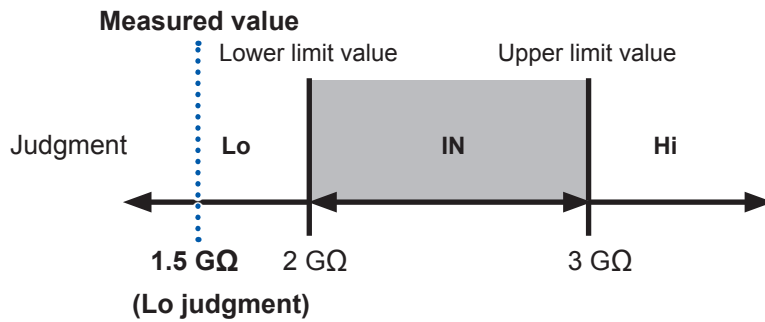 Measured value
Lower limit value
Upper limit value
Judgment
Lo
IN
Hi
1.5 GΩ
2 GΩ
3 GΩ
(Lo judgment)